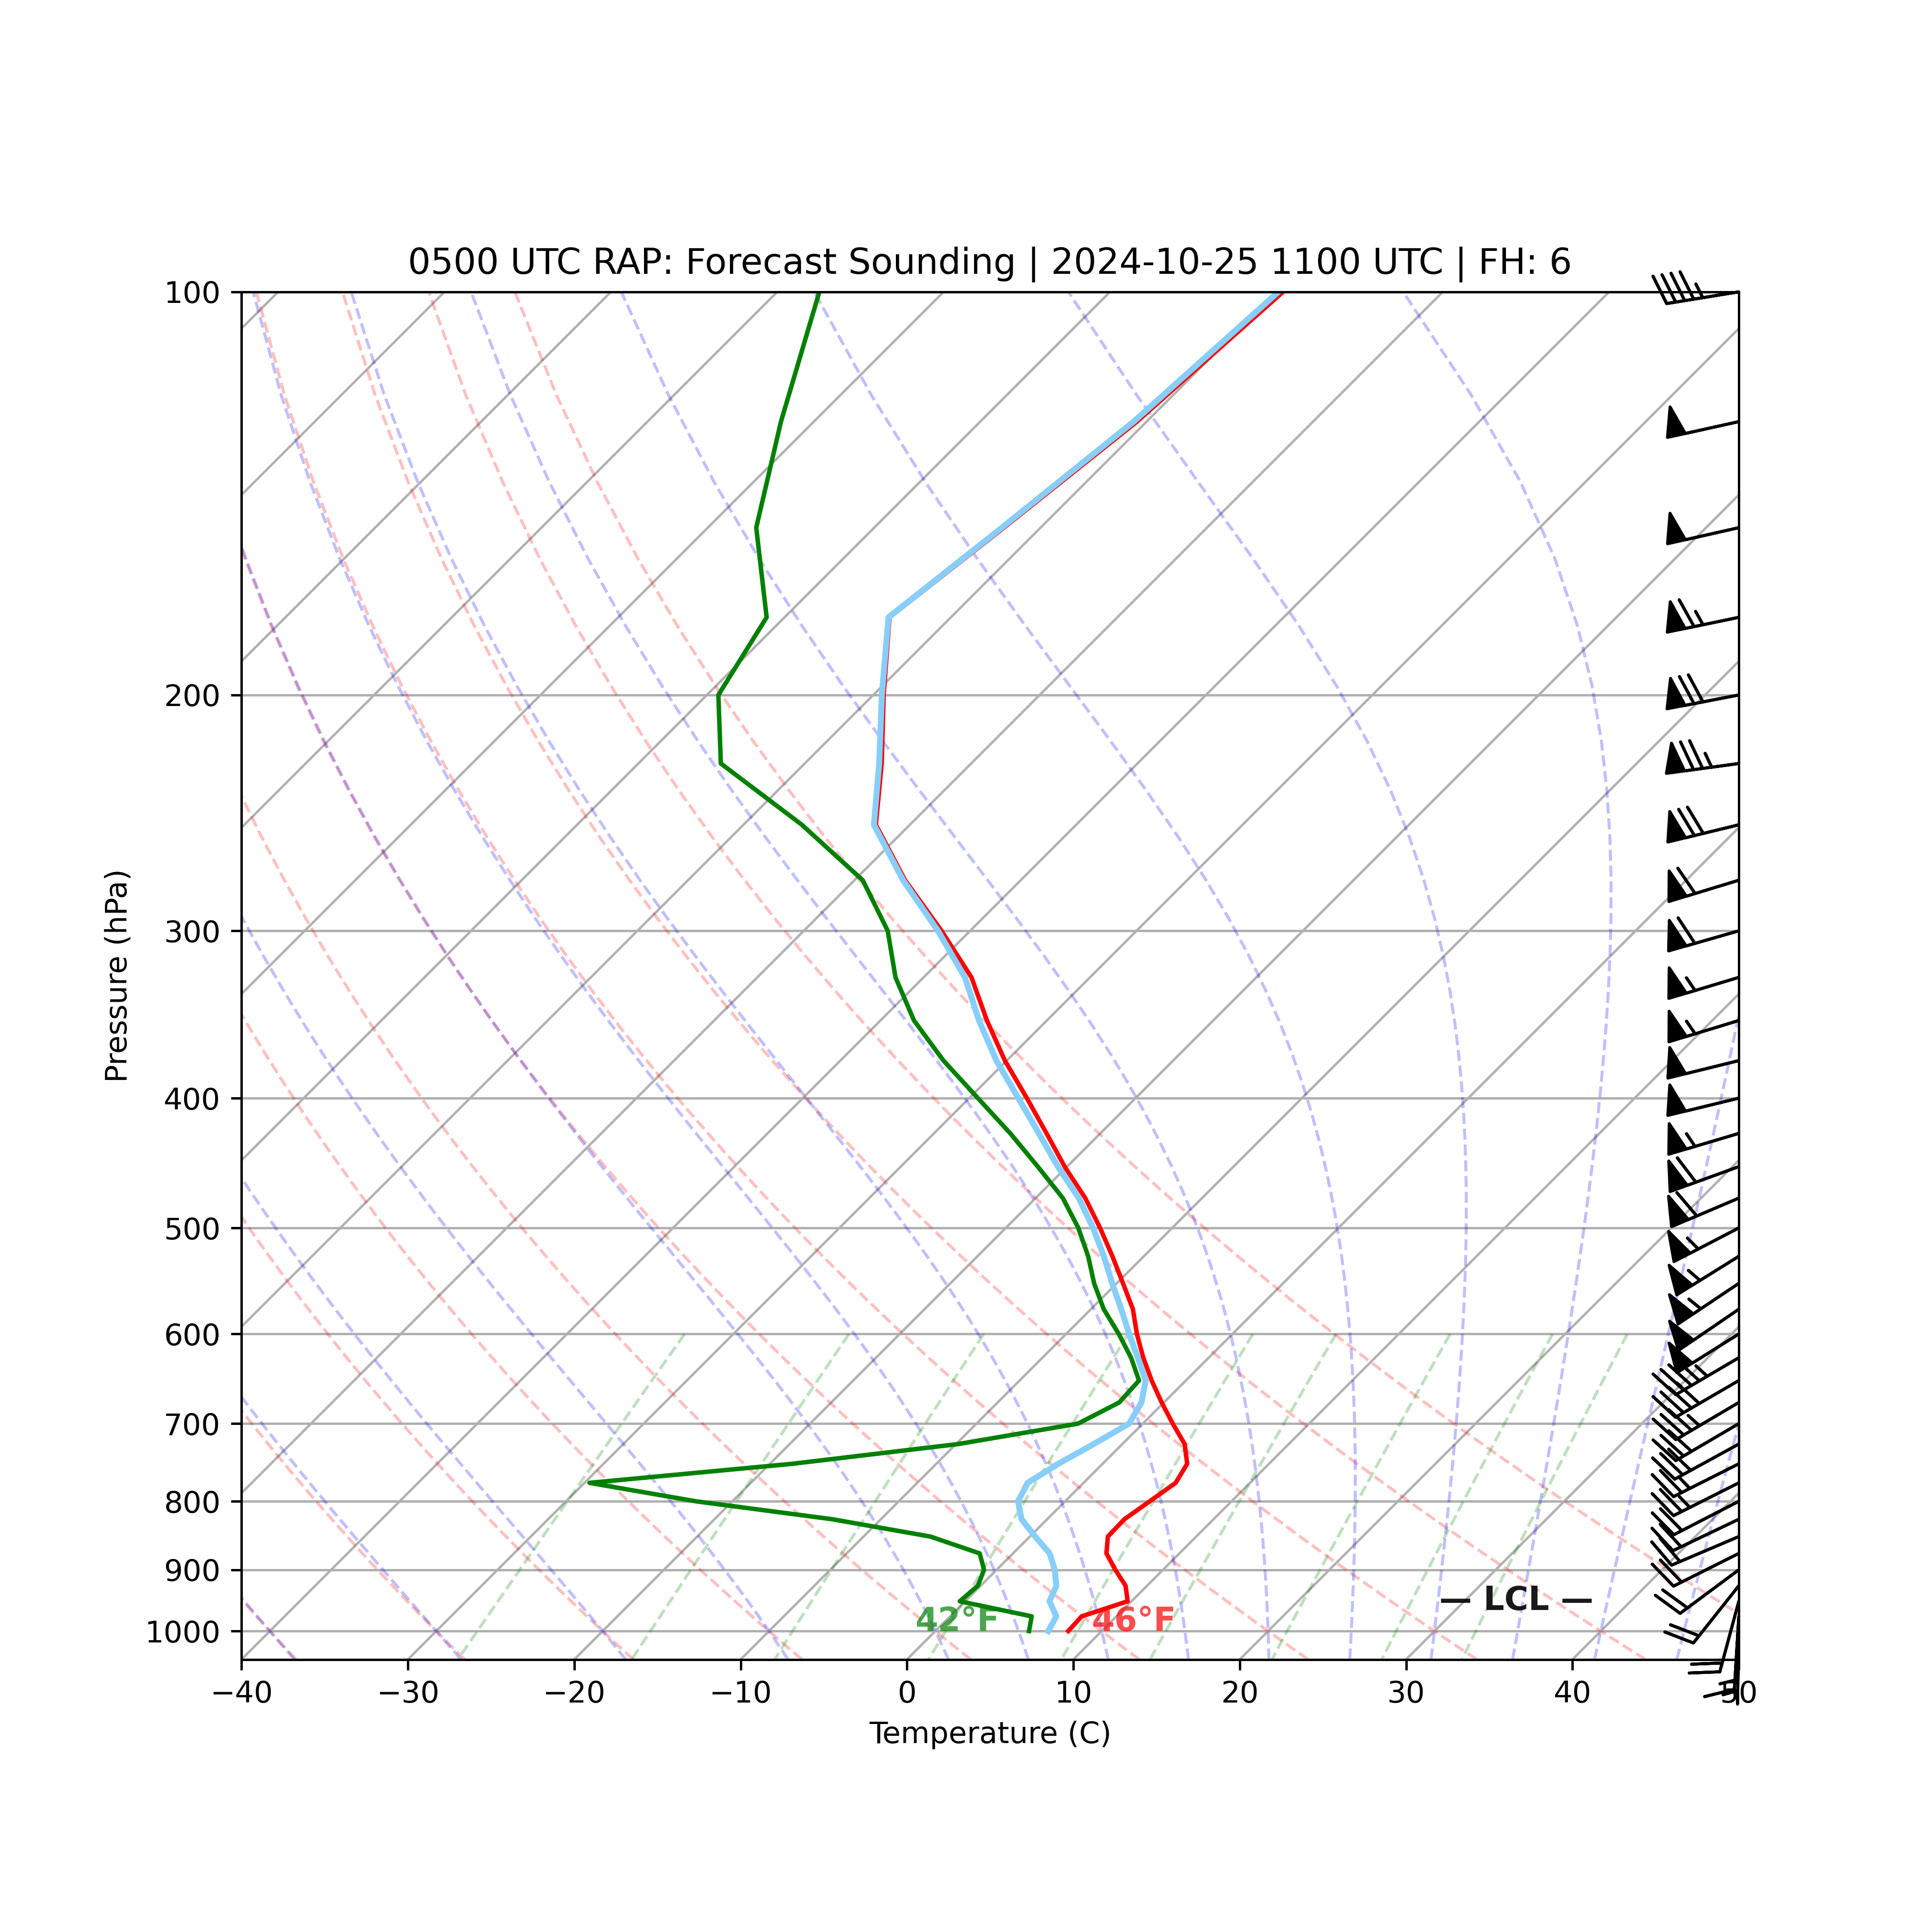 0500 UTC RAP: Forecast Sounding | 2024-10-25 1100 UTC | FH: 6
100
200
300
400
500
600
700
800
900
1000
Pressure (hPa)
— LCL —
42°F
46°F
−40 −30 −20 −10 0 10 20 30 40 50
Temperature (C)